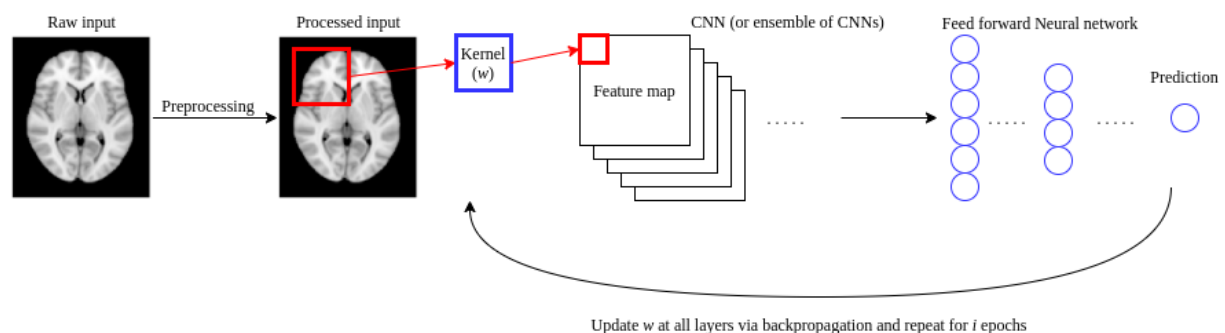 Raw input
Processed input
CNN (or ensemble of CNNs)
Feed forward Neural network
Preprocessing
Kernel
(w)
Feature map
.....
.....
.....
Prediction
Update w at all layers via backpropagation and repeat for i epochs